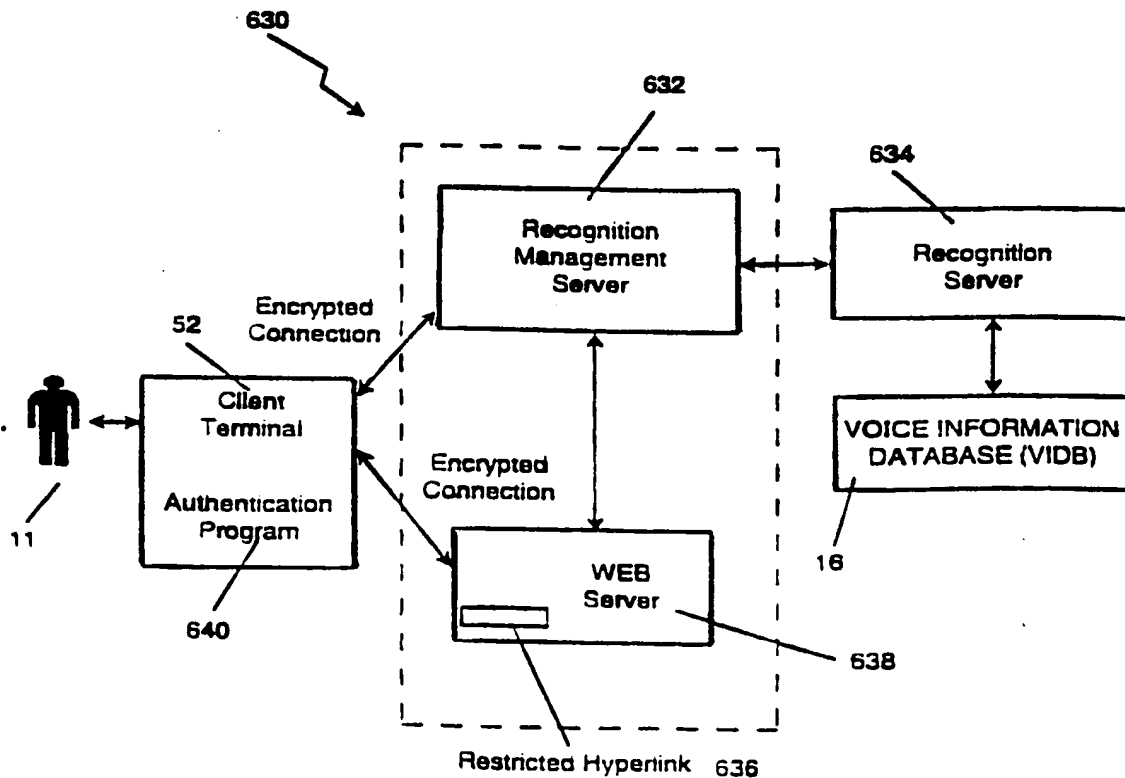 630
632
634
Recognition
Management
Server
Recognition
Server
Encrypted
Connection
52
Client
Terminal
VOICE INFORMATION
DATABASE (VIDB)
Encrypted
Connection
Authentication
Program
11
16
WEB
Server
640
638
Restricted Hyperlink 636